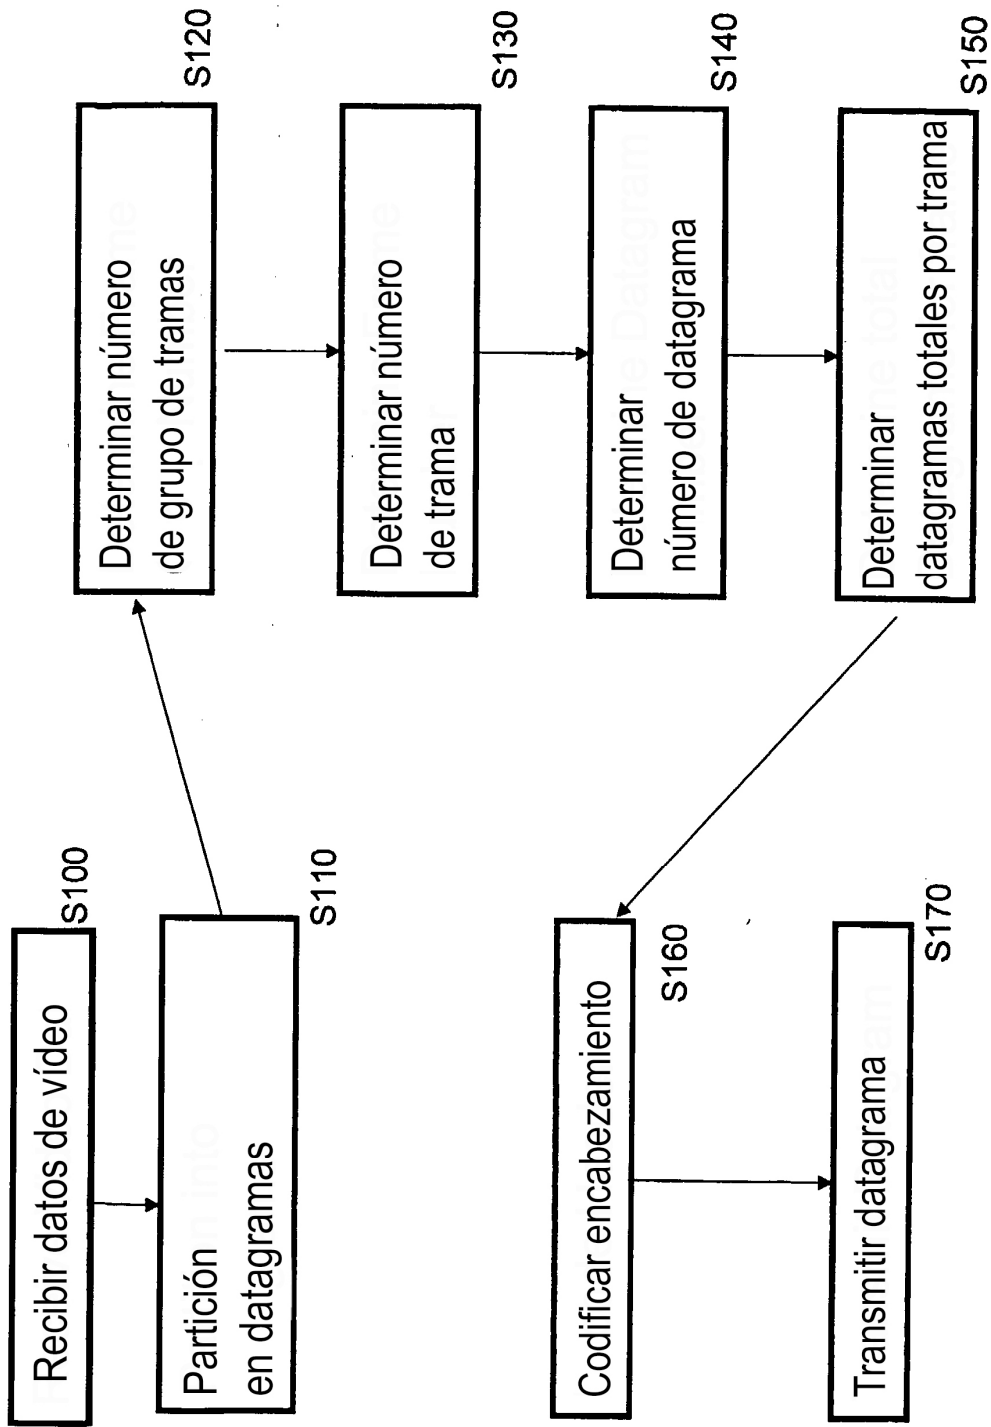 Recibir datos de vídeo
S100
Partición
en datagramas
S110
Determinar número
de grupo de tramas
S120
Determinar número
de trama
S130
Determinar
número de datagrama
S140
Determinar
datagramas totales por trama
S150
Codificar encabezamiento
S160
Transmitir datagrama
S170